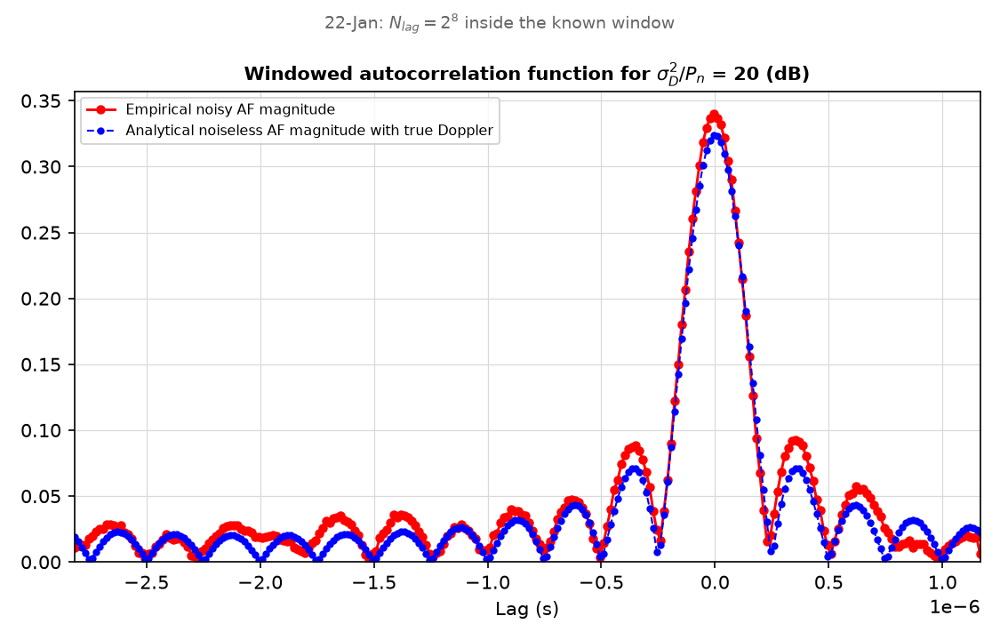 22-Jan: $N_{lag} = 2^8$ inside the known window
Windowed autocorrelation function for $\sigma_D^2/P_n$ = 20 (dB)
Empirical noisy AF magnitude
Analytical noiseless AF magnitude with true Doppler
0.35
0.30
0.25
0.20
0.15
0.10
0.05
0.00
−2.5 −2.0 −1.5 −1.0 −0.5 0.0 0.5 1.0
1e−6
Lag (s)